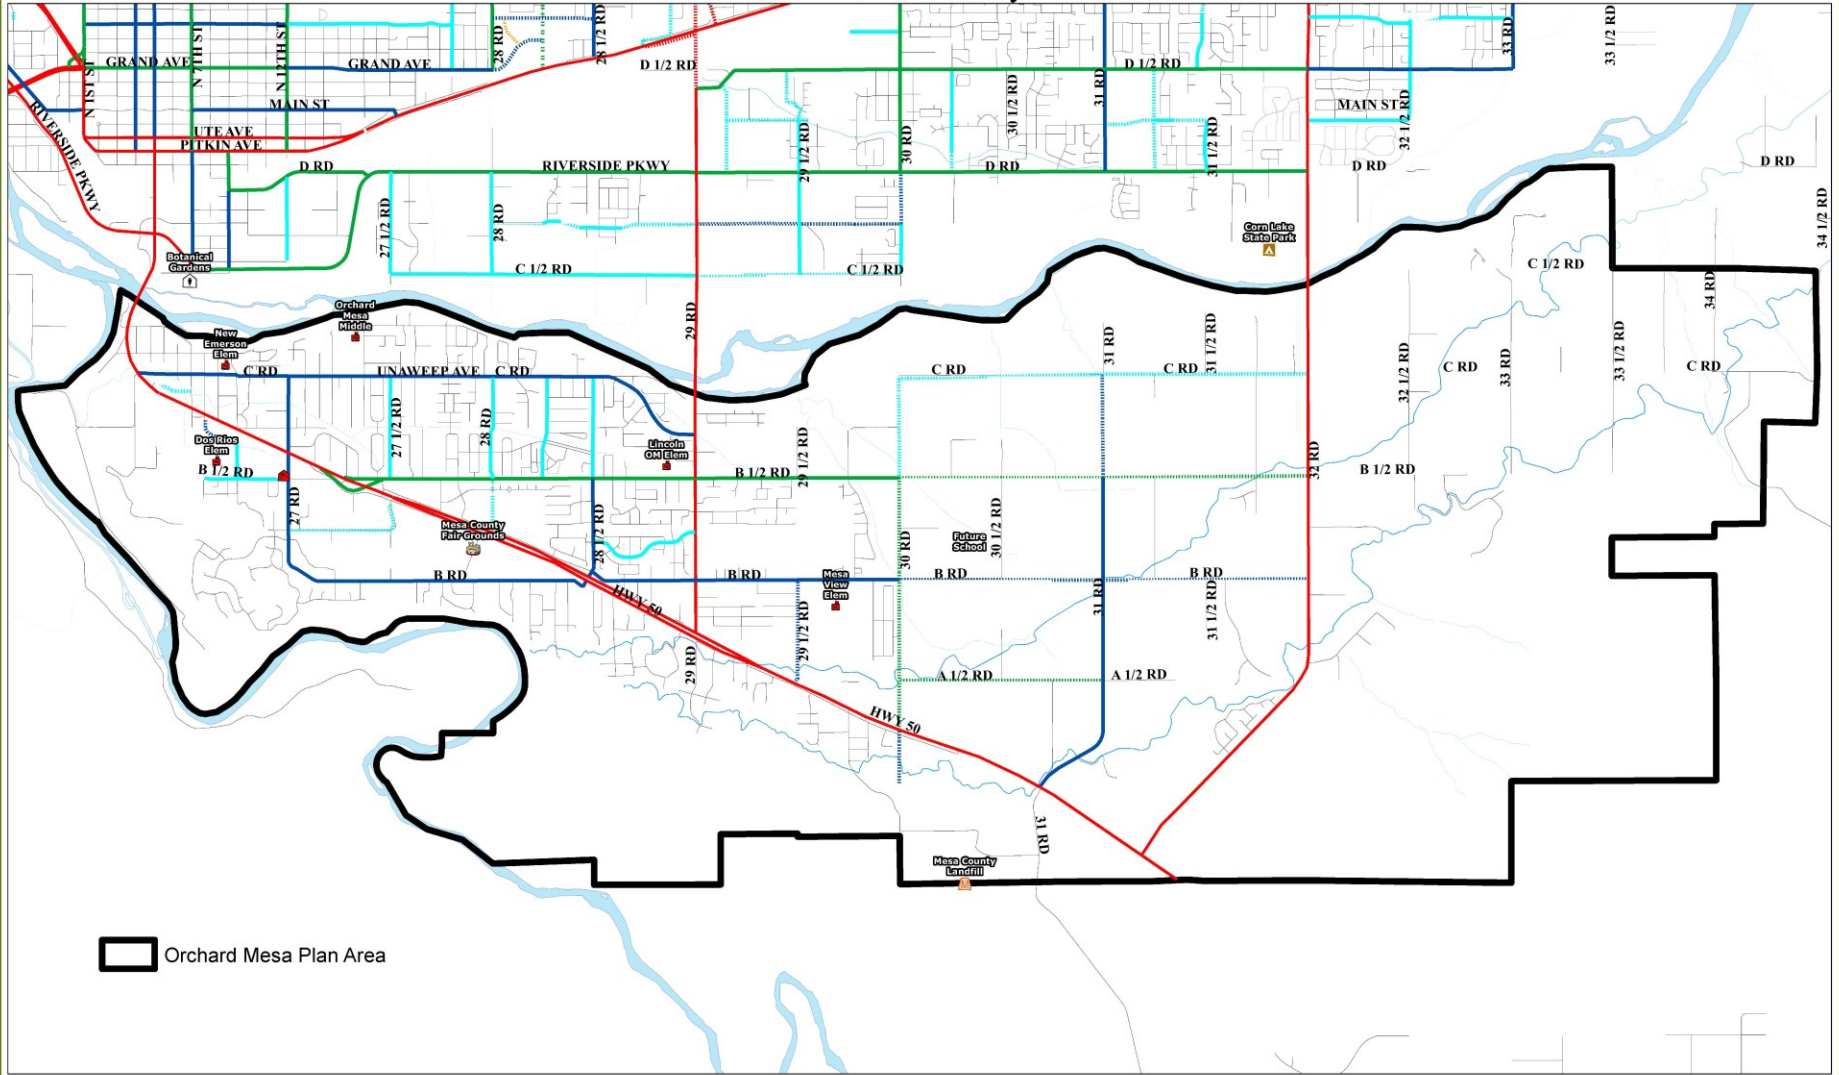 28 RD
28 1/2 RD
33 RD
33 1/2 RD
N 1ST ST
GRAND AVE
N 7TH ST
N 12TH ST
GRAND AVE
D 1/2 RD
D 1/2 RD
31 RD
30 1/2 RD
RIVERSIDE PKWY
MAIN ST
MAIN ST
32 1/2 RD
UTE AVE
PITKIN AVE
29 1/2 RD
30 RD
31 1/2 RD
D RD
RIVERSIDE PKWY
D RD
D RD
D RD
34 1/2 RD
27 1/2 RD
28 RD
Corn Lake
State Park
Botanical
Gardens
C 1/2 RD
C 1/2 RD
C 1/2 RD
34 RD
Orchard
Mesa
Middle
29 RD
New
Emerson
Elem
31 RD
31 1/2 RD
32 1/2 RD
33 RD
33 1/2 RD
C RD
UNAWEEP AVE
C RD
C RD
C RD
C RD
C RD
27 1/2 RD
28 RD
Dos Rios
Elem
Lincoln
OM Elem
29 1/2 RD
32 RD
B 1/2 RD
B 1/2 RD
B 1/2 RD
27 RD
Mesa County
Fair Grounds
28 1/2 RD
30 RD
Future
School
30 1/2 RD
B RD
B RD
Mesa
View
Elem
B RD
B RD
HWY 50
31 RD
31 1/2 RD
29 1/2 RD
29 RD
A 1/2 RD
A 1/2 RD
HWY 50
31 RD
Mesa County
Landfill
Orchard Mesa Plan Area